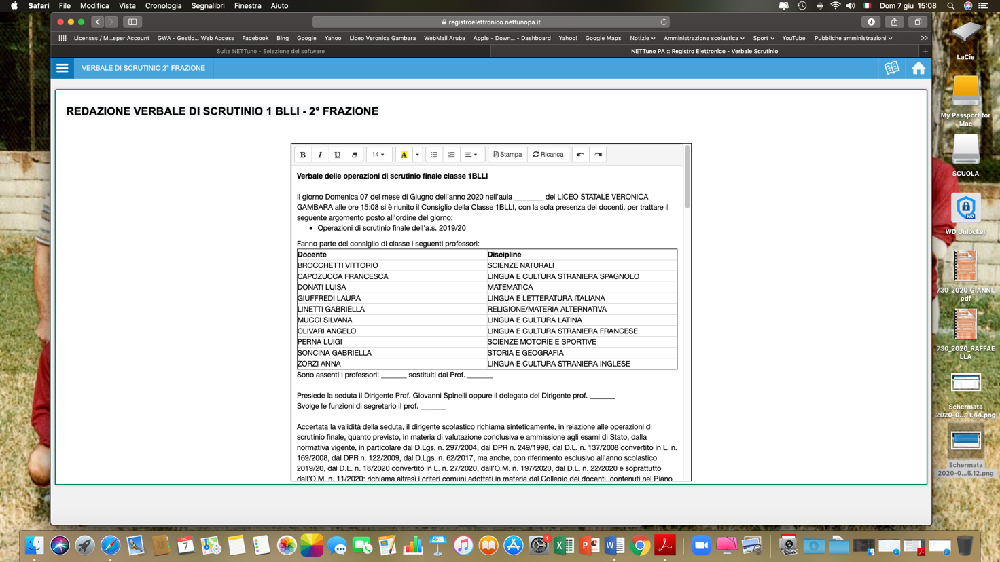 Safari File Modifica Vista Cronologia Segnalibri Finestra Aiuto Dom 7 giu 15:08
registroelettronico.nettunopa.it
Licenses / M...eper Account GWA - Gestio... Web Access Facebook Bing Google Yahoo Liceo Veronica Gambara WebMail Aruba Apple - Down... - Dashboard Yahoo! Google Maps Notizie Amministrazione scolastica Sport YouTube Pubbliche amministrazioni
Suite NETTuno - Selezione del software NETTuno PA :: Registro Elettronico - Verbale Scrutinio
VERBALE DI SCRUTINIO 2° FRAZIONE
REDAZIONE VERBALE DI SCRUTINIO 1 BLLI - 2° FRAZIONE
B I U 14 A Stampa Ricarica
Verbale delle operazioni di scrutinio finale classe 1BLLI
Il giorno Domenica 07 del mese di Giugno dell'anno 2020 nell'aula _______ del LICEO STATALE VERONICA
GAMBARA alle ore 15:08 si è riunito il Consiglio della Classe 1BLLI, con la sola presenza dei docenti, per trattare il
seguente argomento posto all'ordine del giorno:
• Operazioni di scrutinio finale dell'a.s. 2019/20
Fanno parte del consiglio di classe i seguenti professori:
Docente Discipline
BROCCHETTI VITTORIO SCIENZE NATURALI
CAPOZUCCA FRANCESCA LINGUA E CULTURA STRANIERA SPAGNOLO
DONATI LUISA MATEMATICA
GIUFFREDI LAURA LINGUA E LETTERATURA ITALIANA
LINETTI GABRIELLA RELIGIONE/MATERIA ALTERNATIVA
MUCCI SILVANA LINGUA E CULTURA LATINA
OLIVARI ANGELO LINGUA E CULTURA STRANIERA FRANCESE
PERNA LUIGI SCIENZE MOTORIE E SPORTIVE
SONCINA GABRIELLA STORIA E GEOGRAFIA
ZORZI ANNA LINGUA E CULTURA STRANIERA INGLESE
Sono assenti i professori: ______ sostituiti dai Prof. ______
Presiede la seduta il Dirigente Prof. Giovanni Spinelli oppure il delegato del Dirigente prof. ______
Svolge le funzioni di segretario il prof. ______
Accertata la validità della seduta, il dirigente scolastico richiama sinteticamente, in relazione alle operazioni di
scrutinio finale, quanto previsto, in materia di valutazione conclusiva e ammissione agli esami di Stato, dalla
normativa vigente, in particolare dal D.Lgs. n. 297/2004, dal DPR n. 249/1998, dal D.L. n. 137/2008 convertito in L. n.
169/2008, dal DPR n. 122/2009, dal D.Lgs. n. 62/2017, ma anche, con riferimento esclusivo all'anno scolastico
2019/20, dal D.L. n. 18/2020 convertito in L. n. 27/2020, dall'O.M. n. 197/2020, dal D.L. n. 22/2020 e soprattutto
dall'O.M. n. 11/2020; richiama altresì i criteri comuni adottati in materia dal Collegio dei docenti, contenuti nel Piano
LaCie
My Passport for
Mac
SCUOLA
WD
WD Unlocker
730_2020_GIANNI.
pdf
730_2020_RAFFAE
LLA
Schermata
2020-0...11.44.png
Schermata
2020-0...5.12.png
GIU
7
1